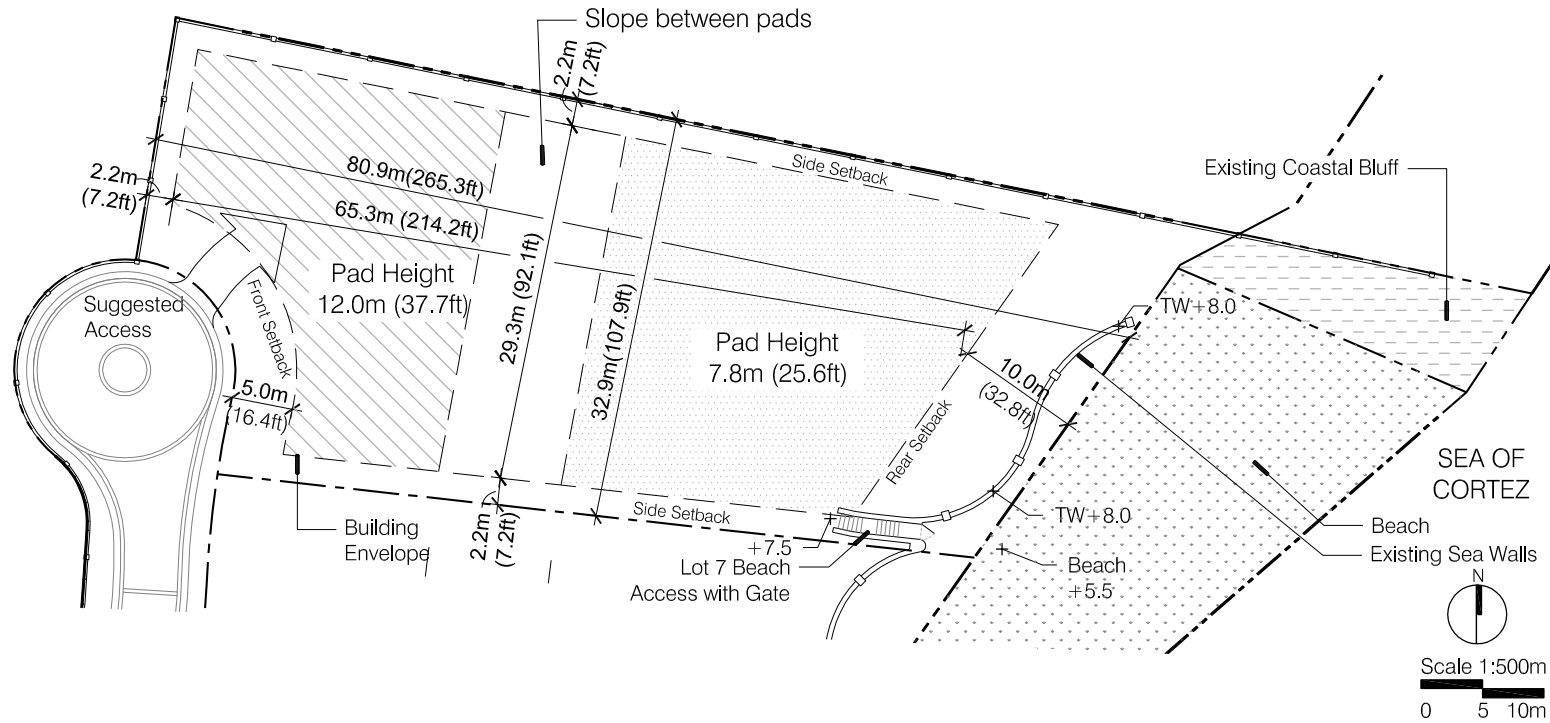 Slope between pads
2.2m
(7.2ft)
Side Setback
Existing Coastal Bluff
80.9m(265.3ft)
2.2m
(7.2ft)
65.3m (214.2ft)
29.3m (92.1ft)
32.9m(107.9ft)
Pad Height
12.0m (37.7ft)
Suggested
Access
Front Setback
TW+8.0
Pad Height
7.8m (25.6ft)
10.0m
(32.8ft)
5.0m
(16.4ft)
Rear Setback
SEA OF
CORTEZ
Building
Envelope
2.2m
(7.2ft)
Side Setback
+7.5
Lot 7 Beach
Access with Gate
TW+8.0
Beach
+5.5
Beach
Existing Sea Walls
N
Scale 1:500m
0 5 10m